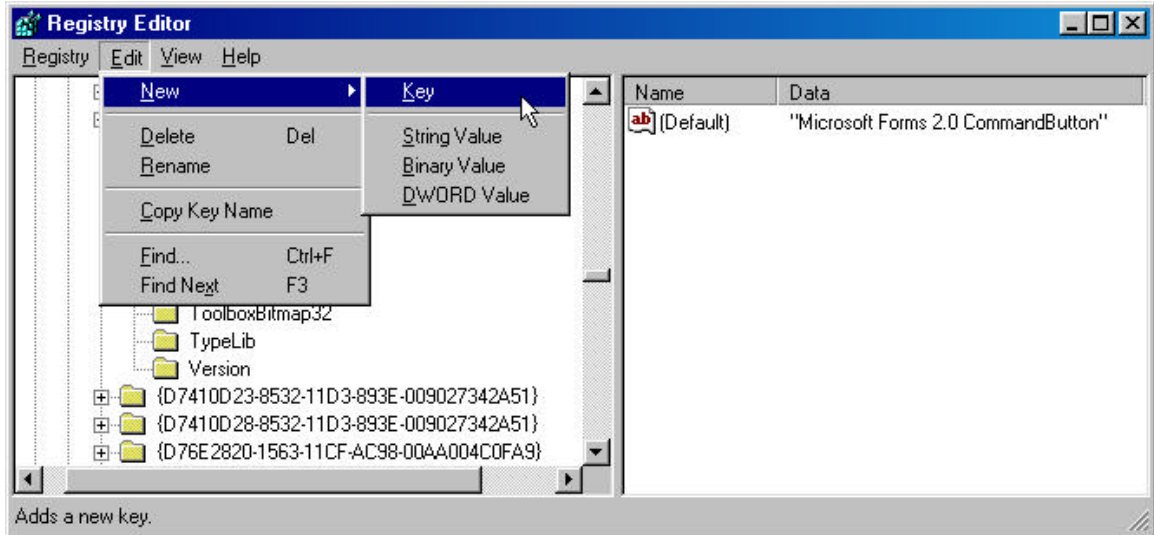 Registry Editor
Registry Edit View Help
New
Delete Del
Rename
Copy Key Name
Find... Ctrl+F
Find Next F3
Key
String Value
Binary Value
DWORD Value
ToolboxBitmap32
TypeLib
Version
{D7410D23-8532-11D3-893E-009027342A51}
{D7410D28-8532-11D3-893E-009027342A51}
{D76E2820-1563-11CF-AC98-00AA004C0FA9}
Name Data
ab (Default) "Microsoft Forms 2.0 CommandButton"
Adds a new key.